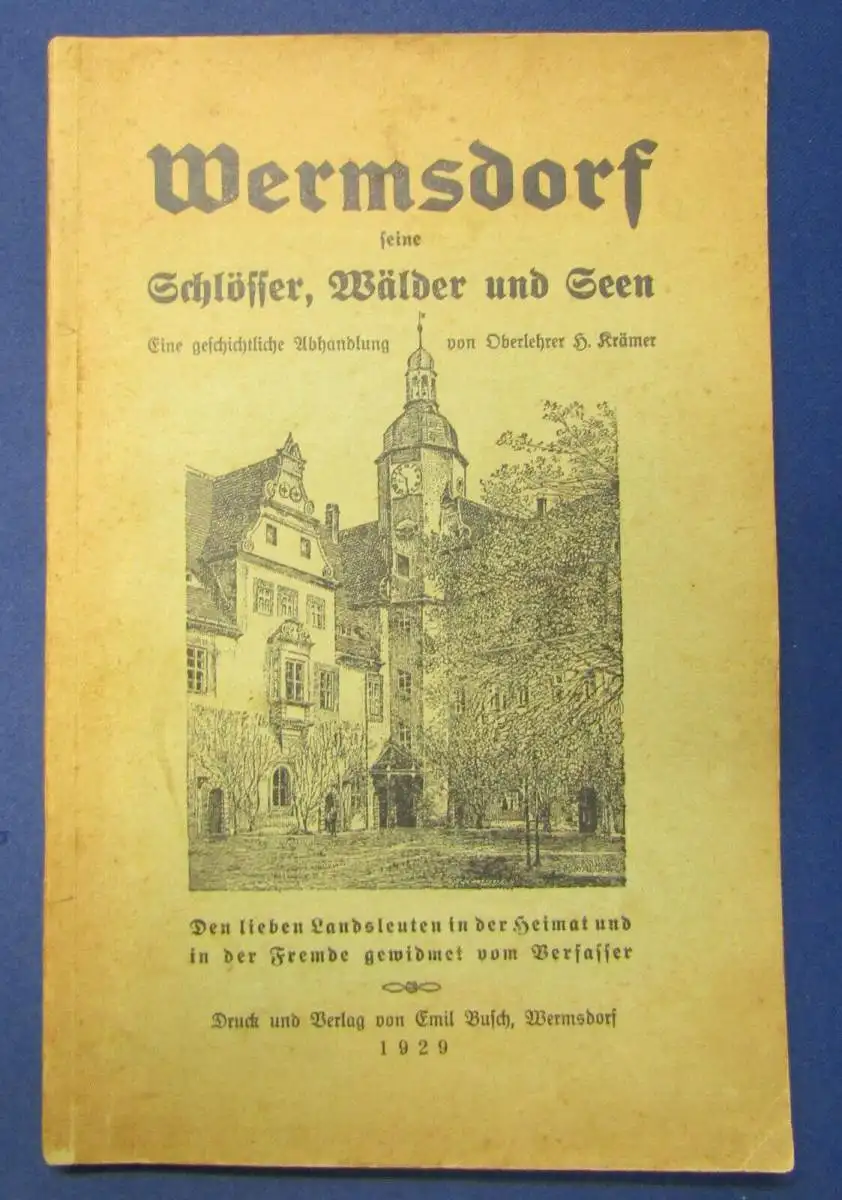 Wermsdorf
seine
Schlösser, Wälder und Seen
Eine geschichtliche Abhandlung von Oberlehrer H. Krämer
Den lieben Landsleuten in der Heimat und
in der Fremde gewidmet vom Verfasser
Druck und Verlag von Emil Busch, Wermsdorf
1929